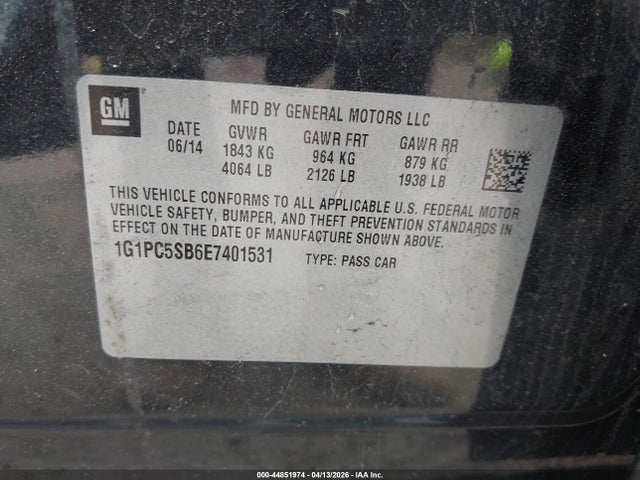 GM
MFD BY GENERAL MOTORS LLC
DATE GVWR GAWR FRT GAWR RR
06/14 1843 KG 964 KG 879 KG
4064 LB 2126 LB 1938 LB
THIS VEHICLE CONFORMS TO ALL APPLICABLE U.S. FEDERAL MOTOR
VEHICLE SAFETY, BUMPER, AND THEFT PREVENTION STANDARDS IN
EFFECT ON THE DATE OF MANUFACTURE SHOWN ABOVE.
1G1PC5SB6E7401531 TYPE: PASS CAR
000-44851974 - 04/13/2026 - IAA Inc.